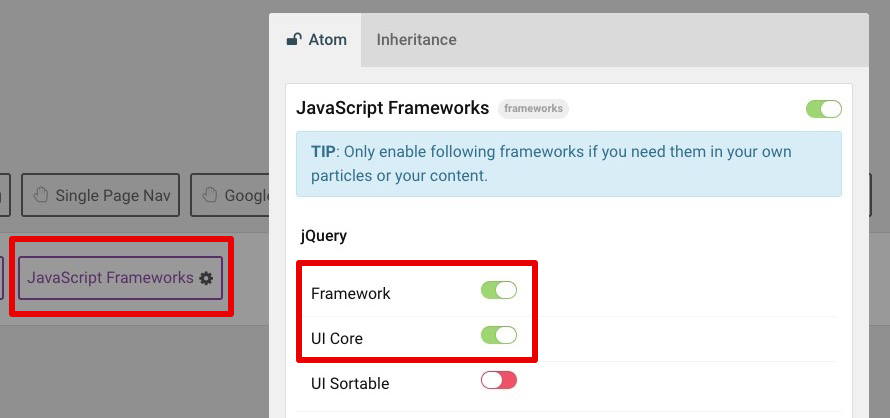 Atom
Inheritance
JavaScript Frameworks frameworks
TIP: Only enable following frameworks if you need them in your own
particles or your content.
Single Page Nav
jQuery
JavaScript Frameworks
Framework
UI Core
UI Sortable